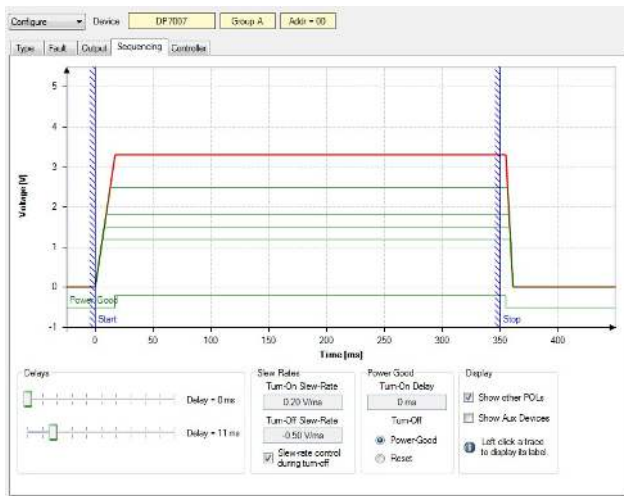 Configure Device DP7007 Group A Addr = 00
Type Fault Output Sequencing Controller
5
4
3
2
1
0
-1
Voltage [V]
Power Good
Start
Stop
0 50 100 150 200 250 300 350 400
Time [ms]
Delays
Delay = 0 ms
Delay = 11 ms
Slew Rates
Turn-On Slew-Rate
0.20 V/ms
Turn-Off Slew-Rate
-0.50 V/ms
Slew-rate control
during turn-off
Power Good
Turn-On Delay
0 ms
Turn-Off
Power-Good
Reset
Display
Show other POLs
Show Aux Devices
Left click a trace
to display its label.